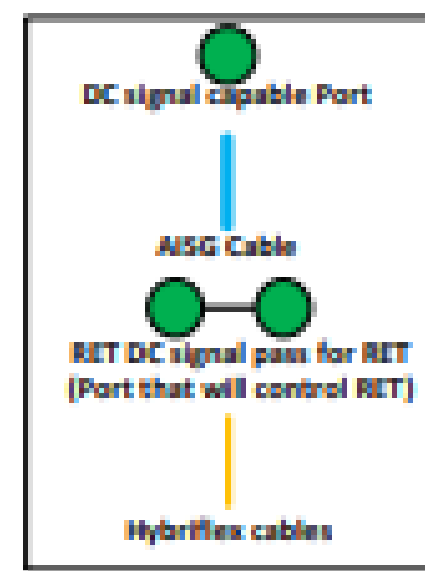 DC signal capable Port
AISG Cable
RET DC signal pass for RET
(Port that will control RET)
Hybriflex cables